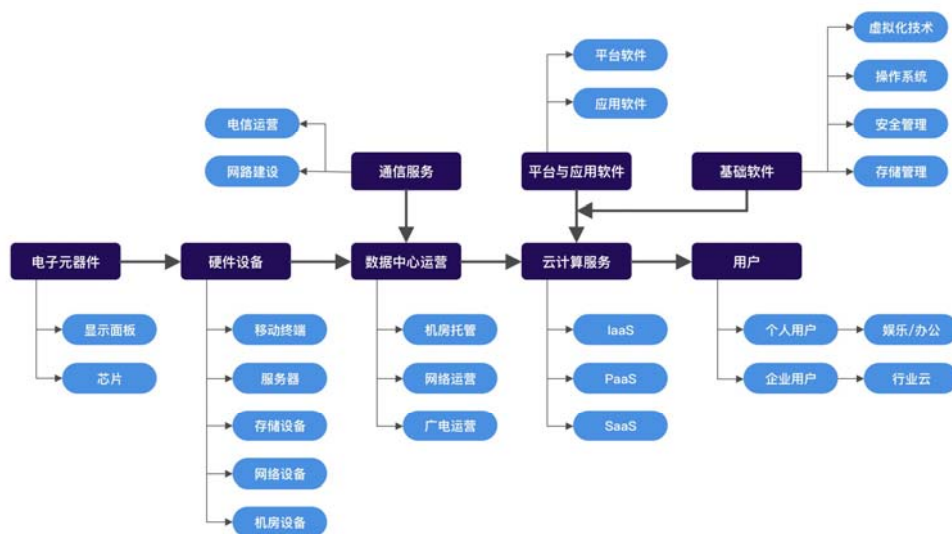 虚拟化技术
平台软件
操作系统
应用软件
电信运营
安全管理
网路建设
通信服务
平台与应用软件
基础软件
存储管理
电子元器件
硬件设备
数据中心运营
云计算服务
用户
显示面板
移动终端
机房托管
IaaS
个人用户
娱乐/办公
芯片
服务器
网络运营
PaaS
企业用户
行业云
存储设备
广电运营
SaaS
网络设备
机房设备